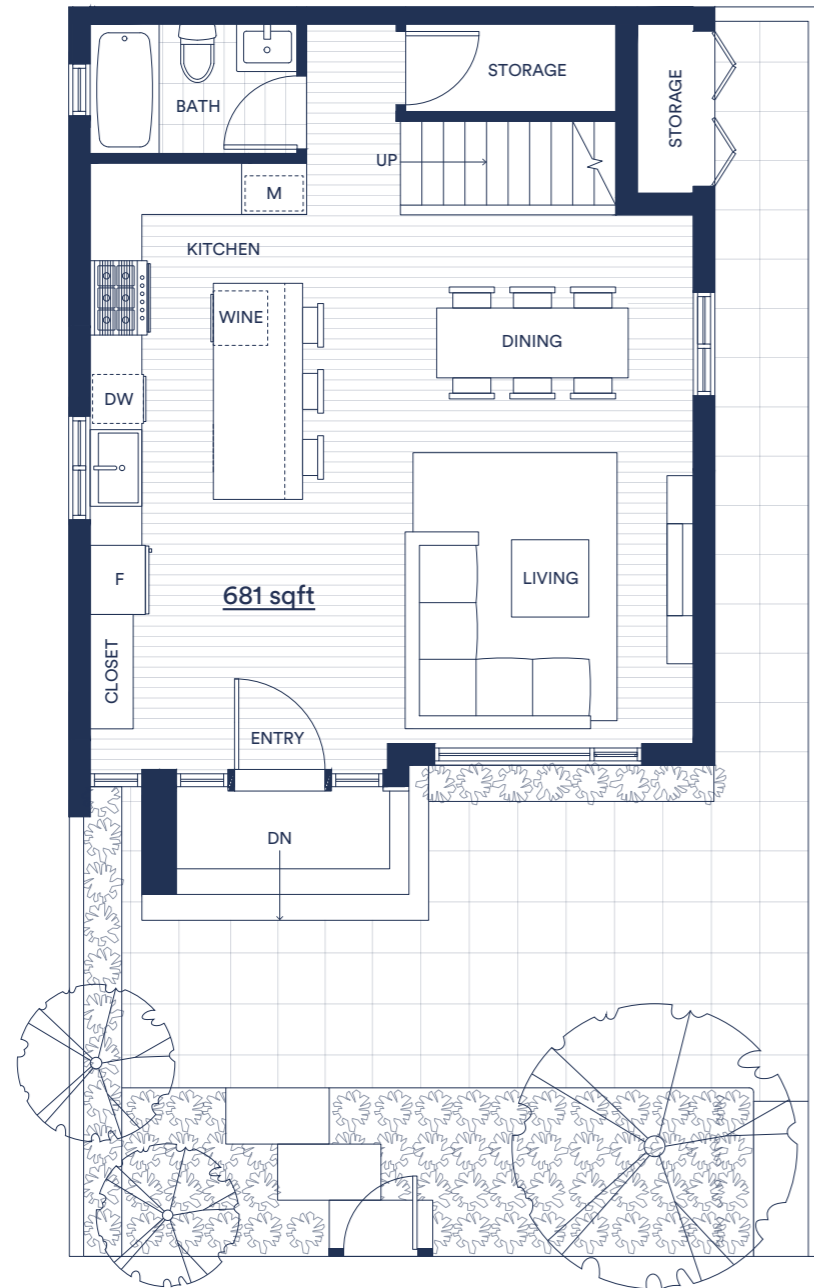 STORAGE
STORAGE
BATH
UP
M
KITCHEN
WINE
DINING
DW
F
LIVING
681 sqft
CLOSET
ENTRY
DN